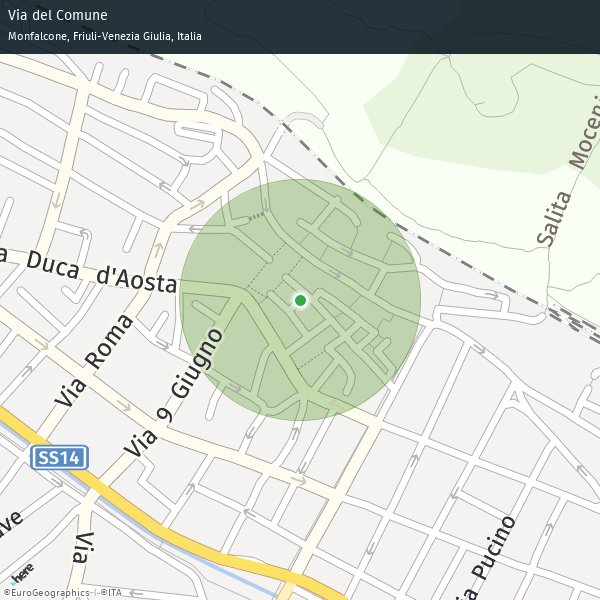 Via del Comune
Monfalcone, Friuli-Venezia Giulia, Italia
Salita Moceni
a Duca d'Aosta
Via Roma
Via 9 Giugno
SS14
ave
Via
ia Pucino
here
©EuroGeographics | ©ITA